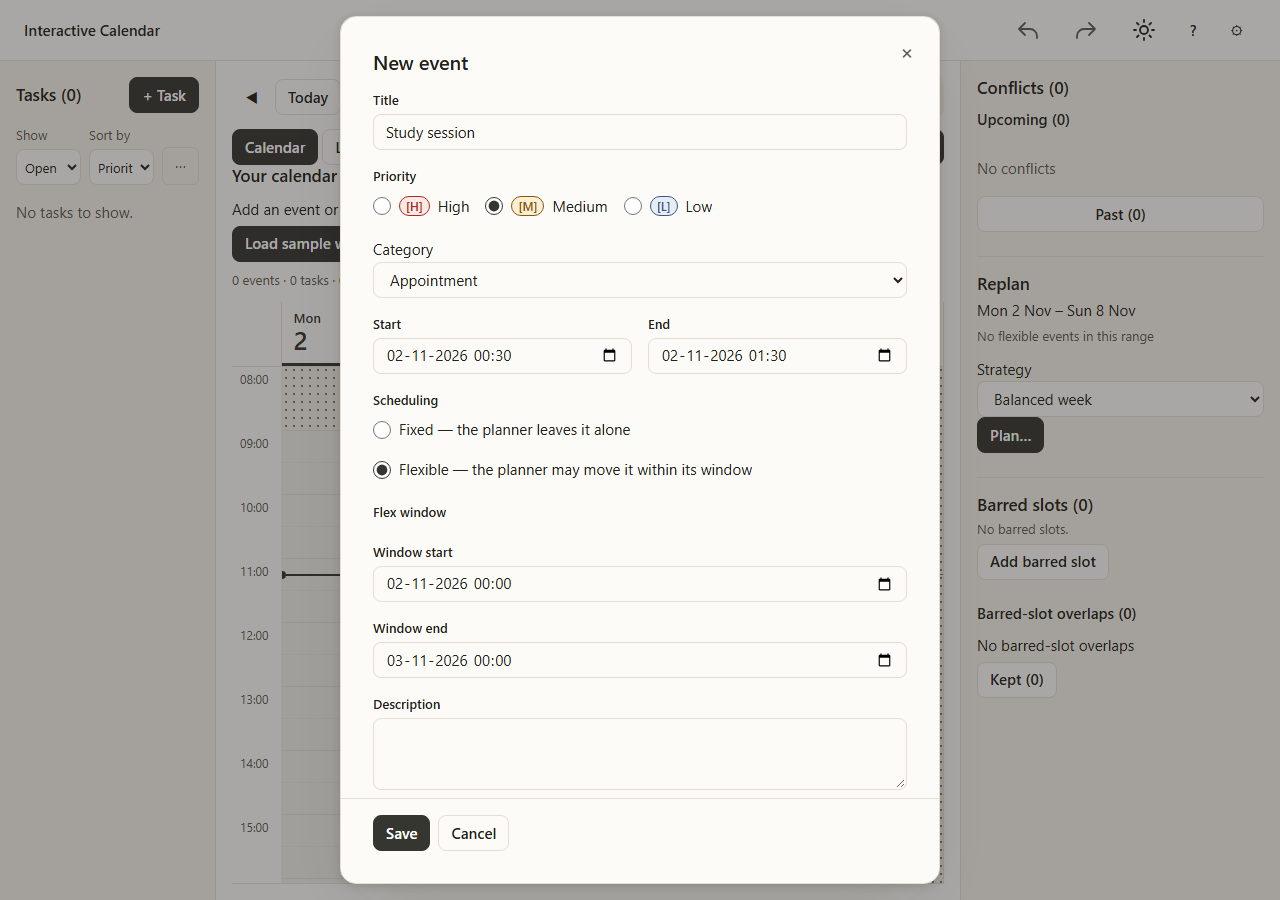 Interactive Calendar
?
Tasks (0)
+ Task
Show
Sort by
Open
Priorit
...
No tasks to show.
◀
Today
Calendar
Your calendar
Add an event or
Load sample
0 events · 0 tasks ·
Mon
2
08:00
09:00
10:00
11:00
12:00
13:00
14:00
15:00
New event
×
Title
Study session
Priority
[H] High
[M] Medium
[L] Low
Category
Appointment
Start
End
02-11-2026 00:30
02-11-2026 01:30
Scheduling
Fixed — the planner leaves it alone
Flexible — the planner may move it within its window
Flex window
Window start
02-11-2026 00:00
Window end
03-11-2026 00:00
Description
Save
Cancel
Conflicts (0)
Upcoming (0)
No conflicts
Past (0)
Replan
Mon 2 Nov – Sun 8 Nov
No flexible events in this range
Strategy
Balanced week
Plan...
Barred slots (0)
No barred slots.
Add barred slot
Barred-slot overlaps (0)
No barred-slot overlaps
Kept (0)